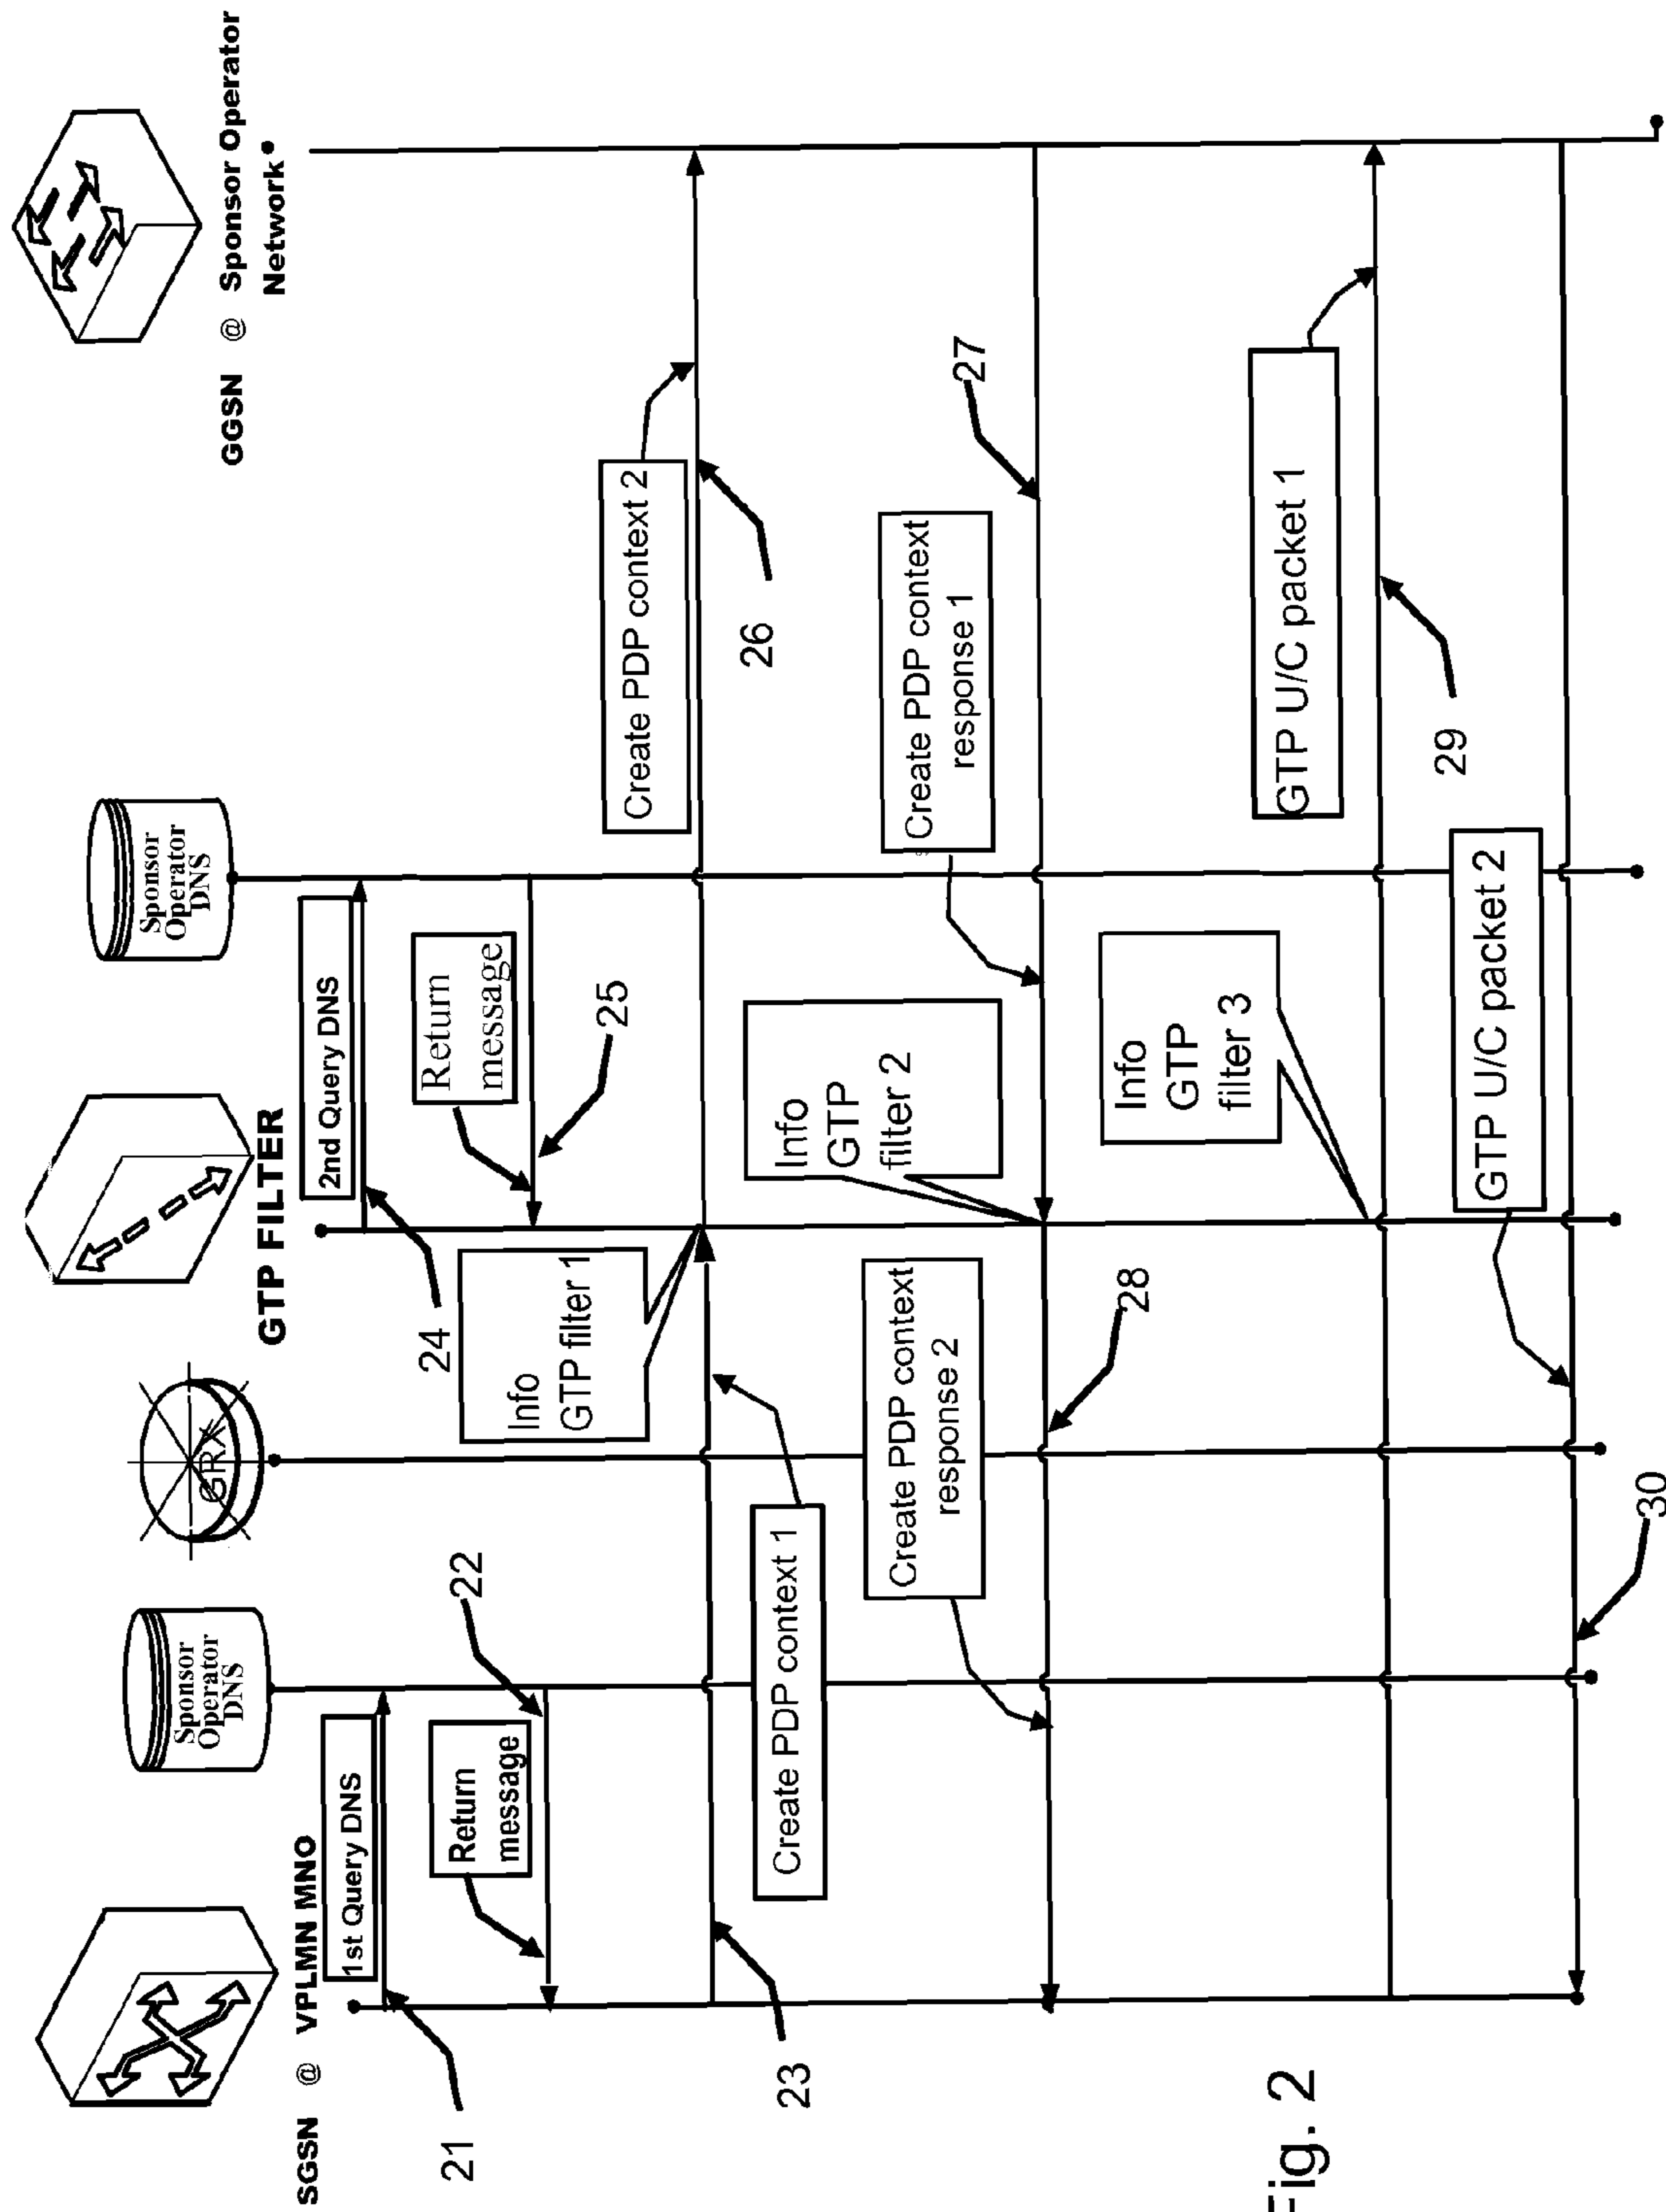 SGSN @ VPLMN MNO
Sponsor
Operator
DNS
GRX
GTP FILTER
Sponsor
Operator
DNS
GGSN @ Sponsor Operator
Network
1st Query DNS
21
2nd Query DNS
24
Return
message
22
Return
message
25
Info
GTP filter 1
Create PDP context 2
26
23
Create PDP context 1
Info
GTP
filter 2
Create PDP context
response 1
27
Create PDP context
response 2
28
Info
GTP
filter 3
GTP U/C packet 1
29
GTP U/C packet 2
30
Fig. 2